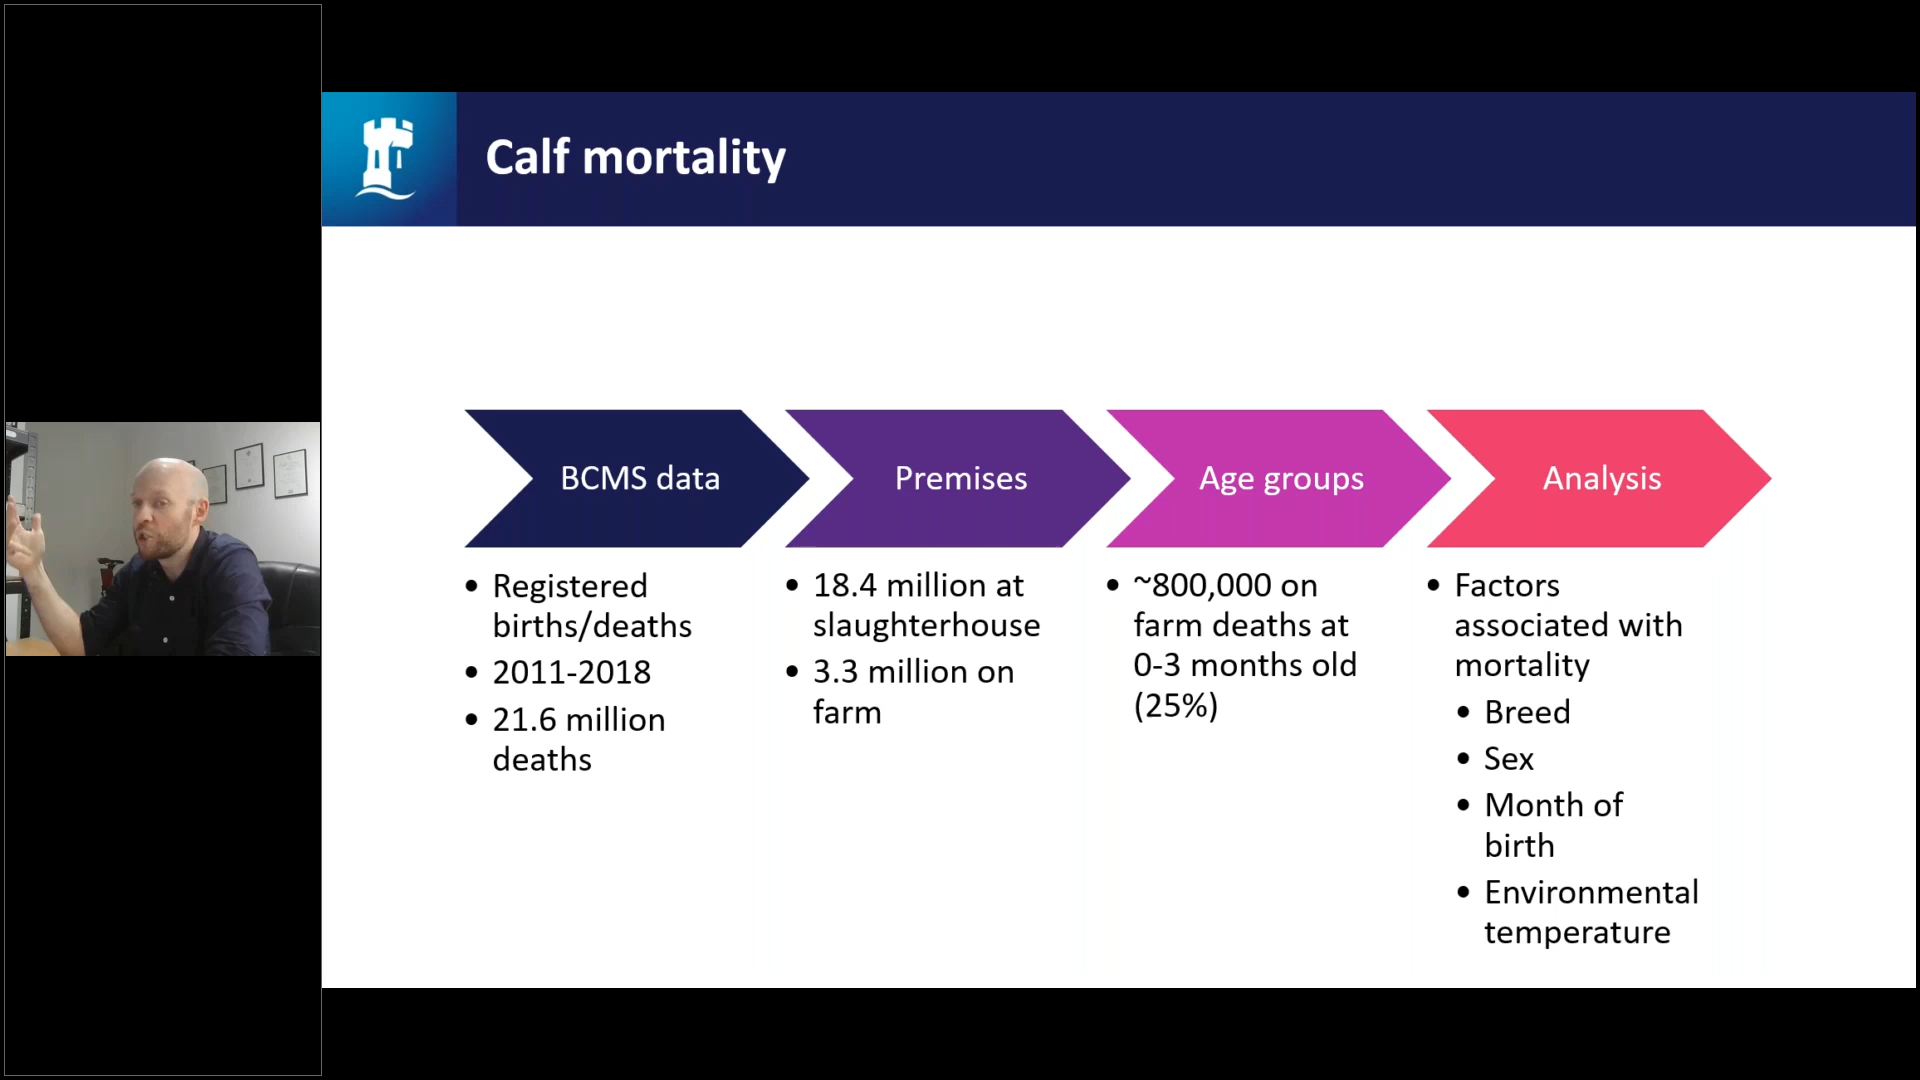 Calf mortality
BCMS data
• Registered
births/deaths
• 2011-2018
• 21.6 million
deaths
Premises
• 18.4 million at
slaughterhouse
• 3.3 million on
farm
Age groups
• ~800,000 on
farm deaths at
0-3 months old
(25%)
Analysis
• Factors
associated with
mortality
• Breed
• Sex
• Month of
birth
• Environmental
temperature